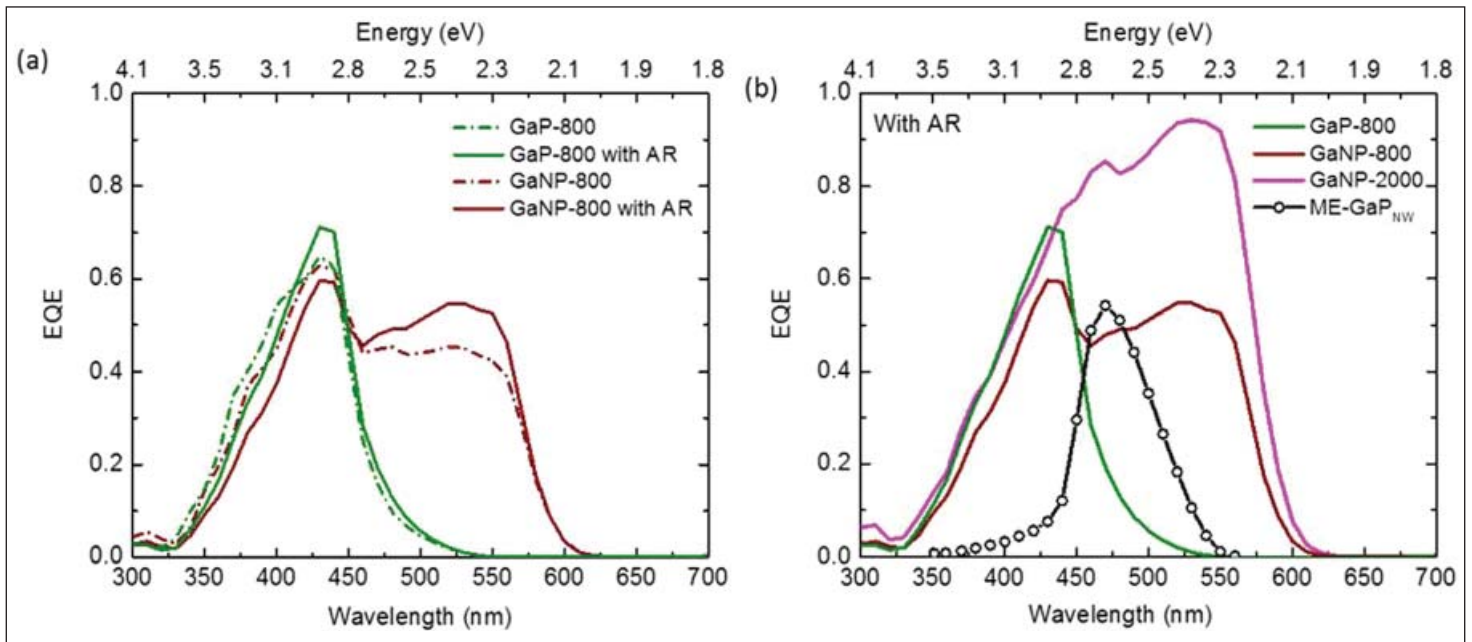 (a)
Energy (eV)
4.1 3.5 3.1 2.8 2.5 2.3 2.1 1.9 1.8
GaP-800
GaP-800 with AR
GaNP-800
GaNP-800 with AR
EQE
1.0
0.8
0.6
0.4
0.2
0.0
300 350 400 450 500 550 600 650 700
Wavelength (nm)
(b)
Energy (eV)
4.1 3.5 3.1 2.8 2.5 2.3 2.1 1.9 1.8
With AR
GaP-800
GaNP-800
GaNP-2000
ME-GaPNW
EQE
1.0
0.8
0.6
0.4
0.2
0.0
300 350 400 450 500 550 600 650 700
Wavelength (nm)